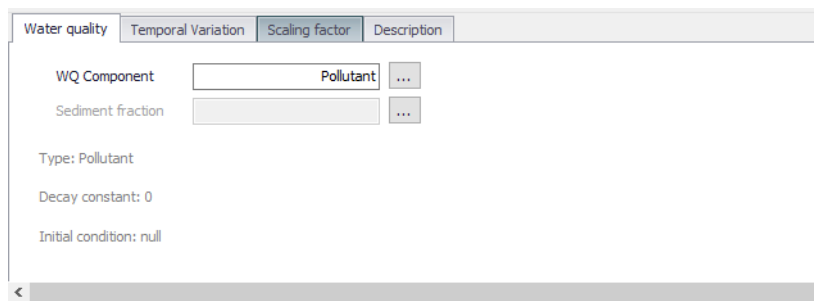 Water quality Temporal Variation Scaling factor Description
WQ Component Pollutant ...
Sediment fraction ...
Type: Pollutant
Decay constant: 0
Initial condition: null